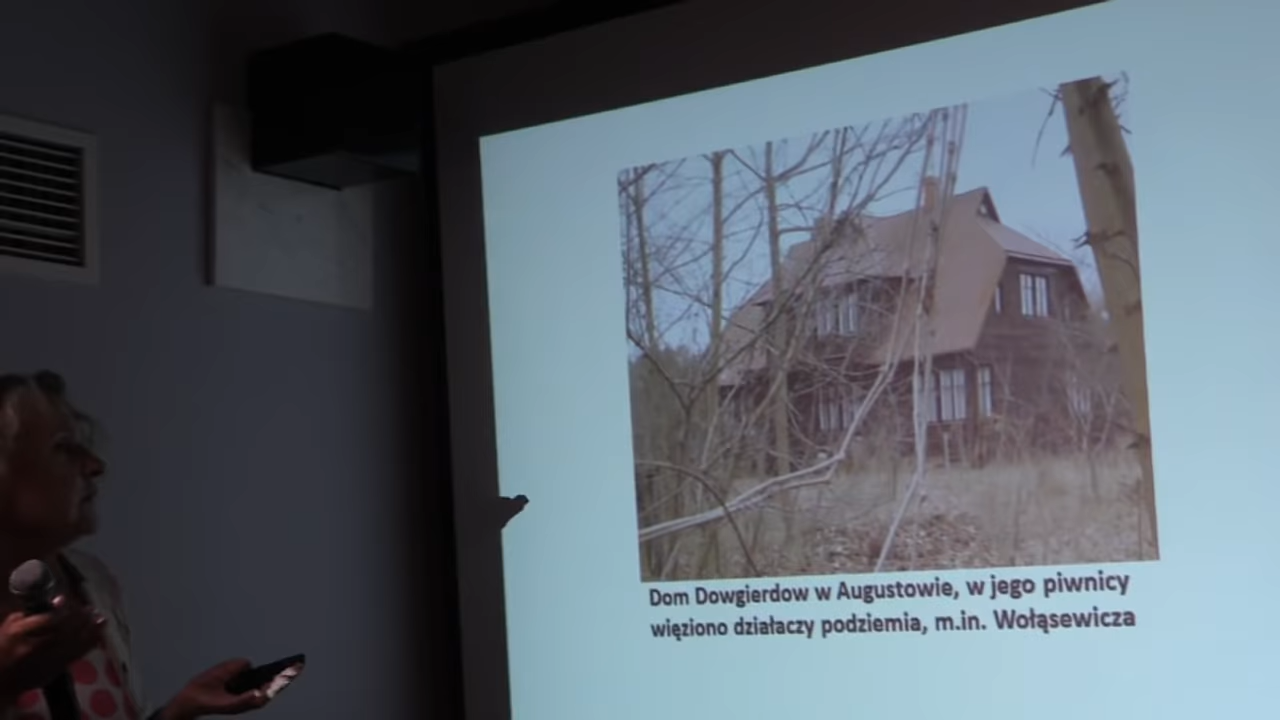 Dom Dowgierdow w Augustowie, w jego piwnicy
więziono działaczy podziemia, m.in. Wołąsewicza